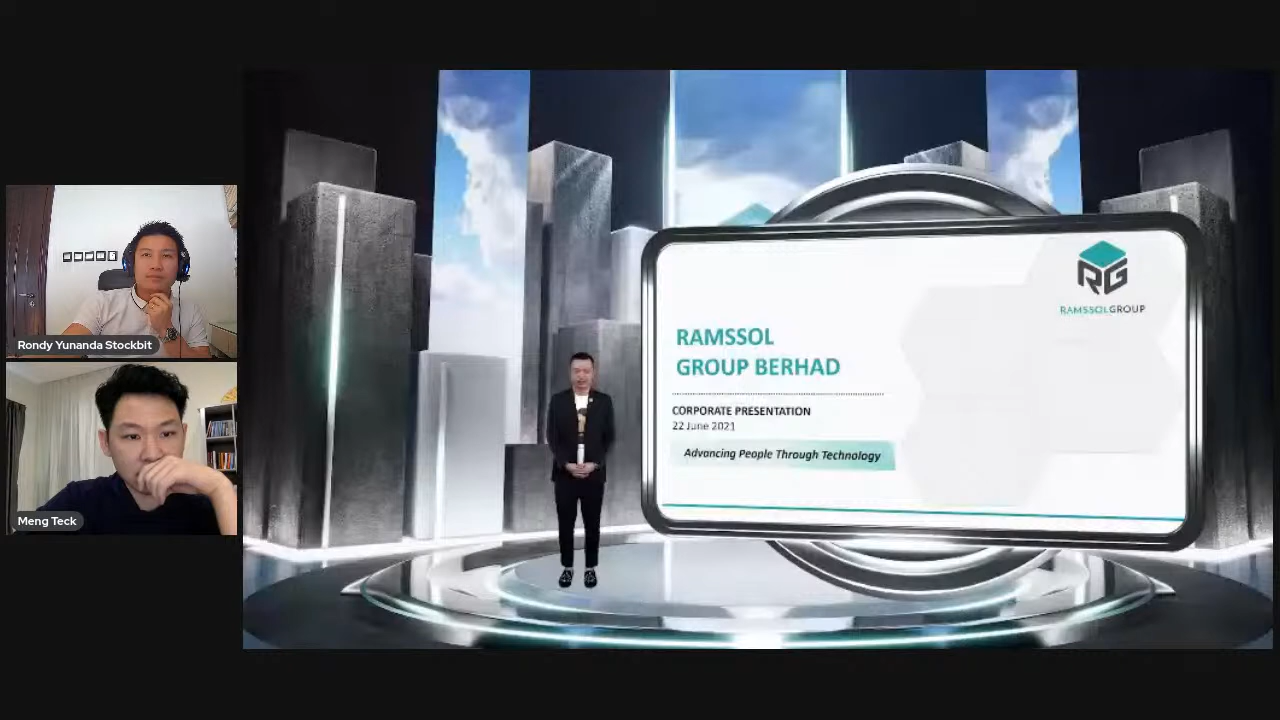 Rondy Yunanda Stockbit
Meng Teck
RG
RAMSSOLGROUP
RAMSSOL
GROUP BERHAD
CORPORATE PRESENTATION
22 June 2021
Advancing People Through Technology